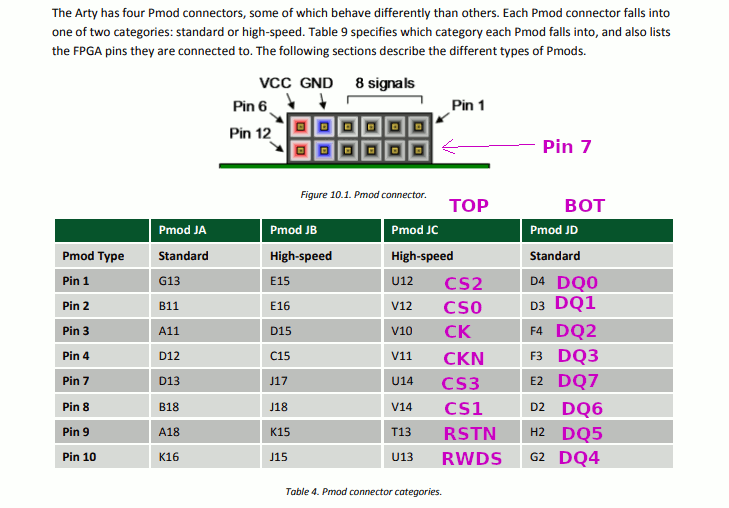 The Arty has four Pmod connectors, some of which behave differently than others. Each Pmod connector falls into
one of two categories: standard or high-speed. Table 9 specifies which category each Pmod falls into, and also lists
the FPGA pins they are connected to. The following sections describe the different types of Pmods.
VCC GND 8 signals
Pin 6 Pin 1
Pin 12 Pin 7
Figure 10.1. Pmod connector.
TOP BOT
Pmod JA Pmod JB Pmod JC Pmod JD
Pmod Type Standard High-speed High-speed Standard
Pin 1 G13 E15 U12 CS2 D4 DQ0
Pin 2 B11 E16 V12 CS0 D3 DQ1
Pin 3 A11 D15 V10 CK F4 DQ2
Pin 4 D12 C15 V11 CKN F3 DQ3
Pin 7 D13 J17 U14 CS3 E2 DQ7
Pin 8 B18 J18 V14 CS1 D2 DQ6
Pin 9 A18 K15 T13 RSTN H2 DQ5
Pin 10 K16 J15 U13 RWDS G2 DQ4
Table 4. Pmod connector categories.